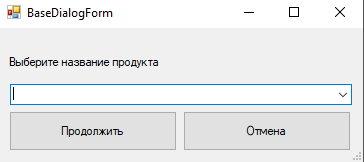 BaseDialogForm
Выберите название продукта
Продолжить
Отмена